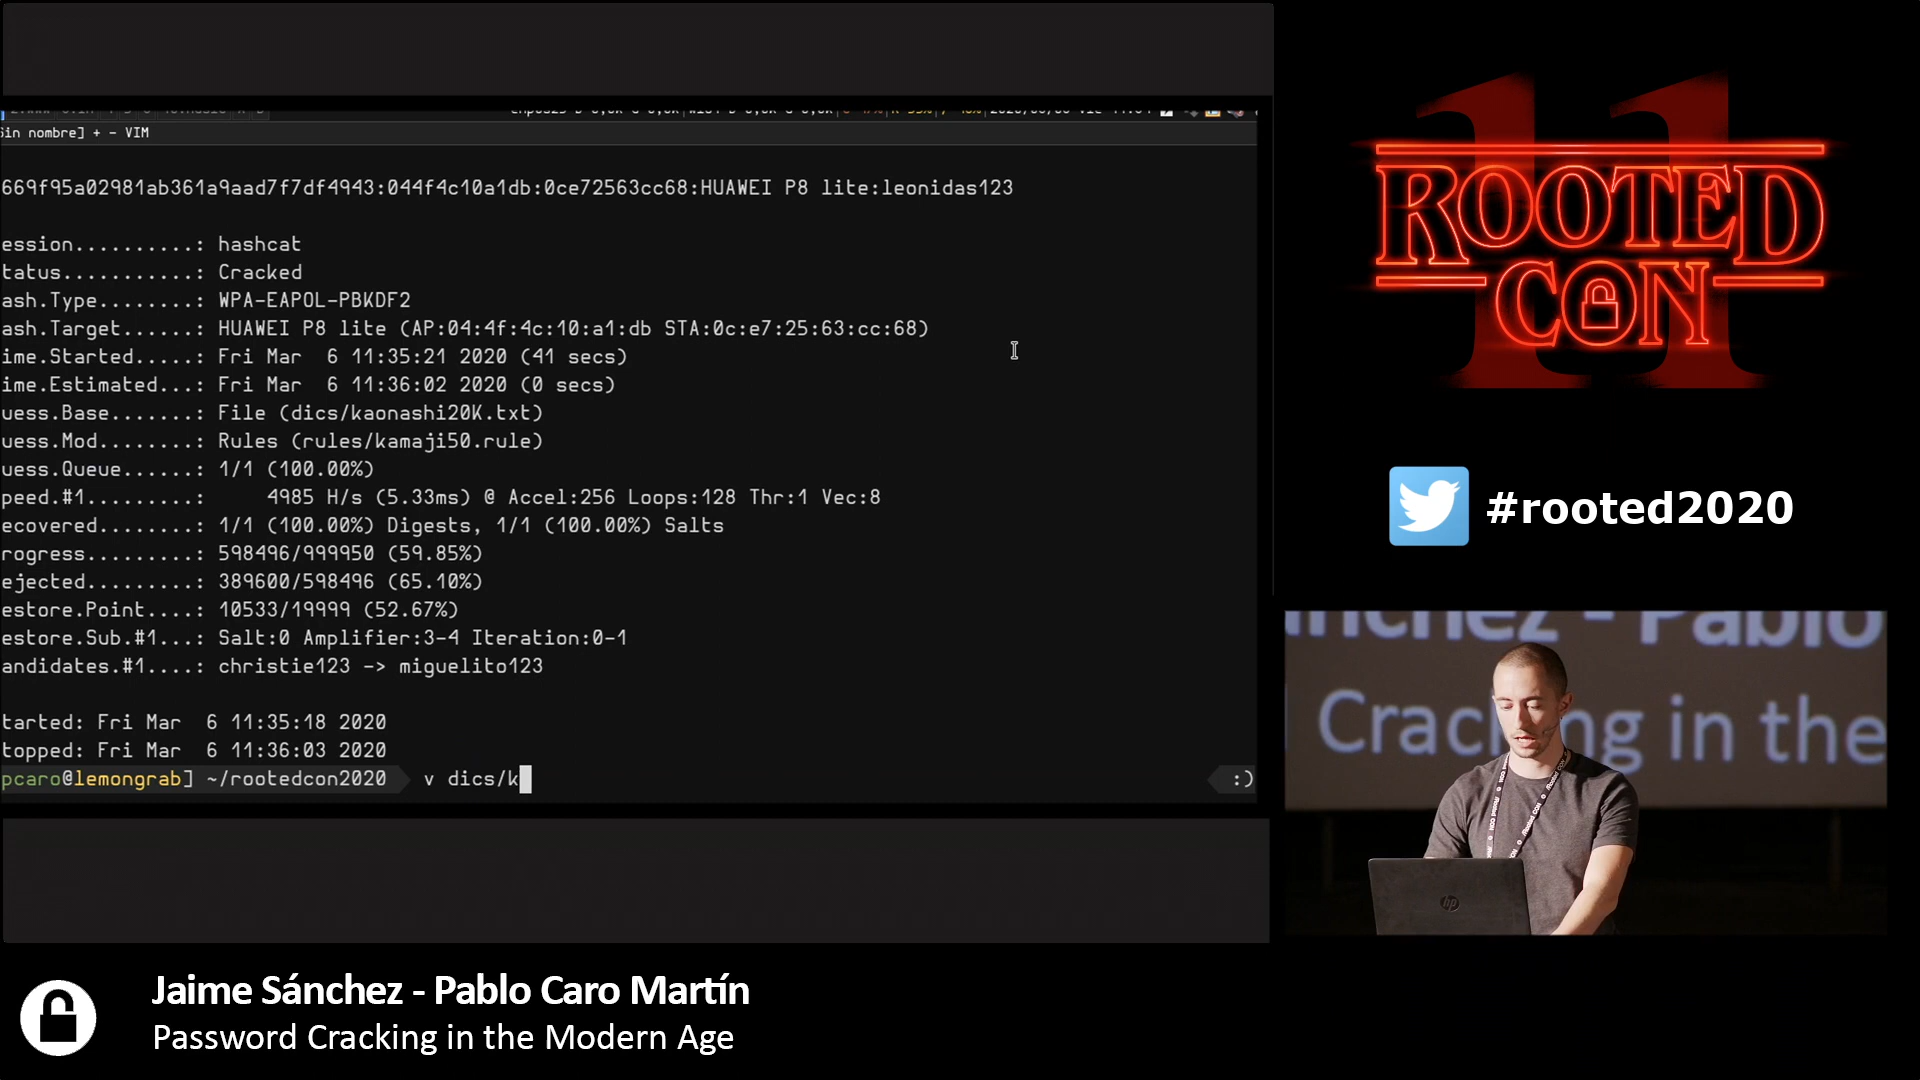 Sin nombre] + - VIM
669f95a02981ab361a9aad7f7df4943:044f4c10a1db:0ce72563cc68:HUAWEI P8 lite:leonidas123
ession..........: hashcat
tatus...........: Cracked
ash.Type........: WPA-EAPOL-PBKDF2
ash.Target......: HUAWEI P8 lite (AP:04:4f:4c:10:a1:db STA:0c:e7:25:63:cc:68)
ime.Started.....: Fri Mar  6 11:35:21 2020 (41 secs)
ime.Estimated...: Fri Mar  6 11:36:02 2020 (0 secs)
uess.Base.......: File (dics/kaonashi20K.txt)
uess.Mod........: Rules (rules/kamaji50.rule)
uess.Queue......: 1/1 (100.00%)
peed.#1.........:     4985 H/s (5.33ms) @ Accel:256 Loops:128 Thr:1 Vec:8
ecovered........: 1/1 (100.00%) Digests, 1/1 (100.00%) Salts
rogress.........: 598496/999950 (59.85%)
ejected.........: 389600/598496 (65.10%)
estore.Point....: 10533/19999 (52.67%)
estore.Sub.#1...: Salt:0 Amplifier:3-4 Iteration:0-1
andidates.#1....: christie123 -> miguelito123
tarted: Fri Mar  6 11:35:18 2020
topped: Fri Mar  6 11:36:03 2020
pcaro@lemongrab] ~/rootedcon2020 v dics/k :)
11
ROOTED
CON
#rooted2020
Sánchez - Pablo
Cracking in the
hp
Jaime Sánchez - Pablo Caro Martín
Password Cracking in the Modern Age